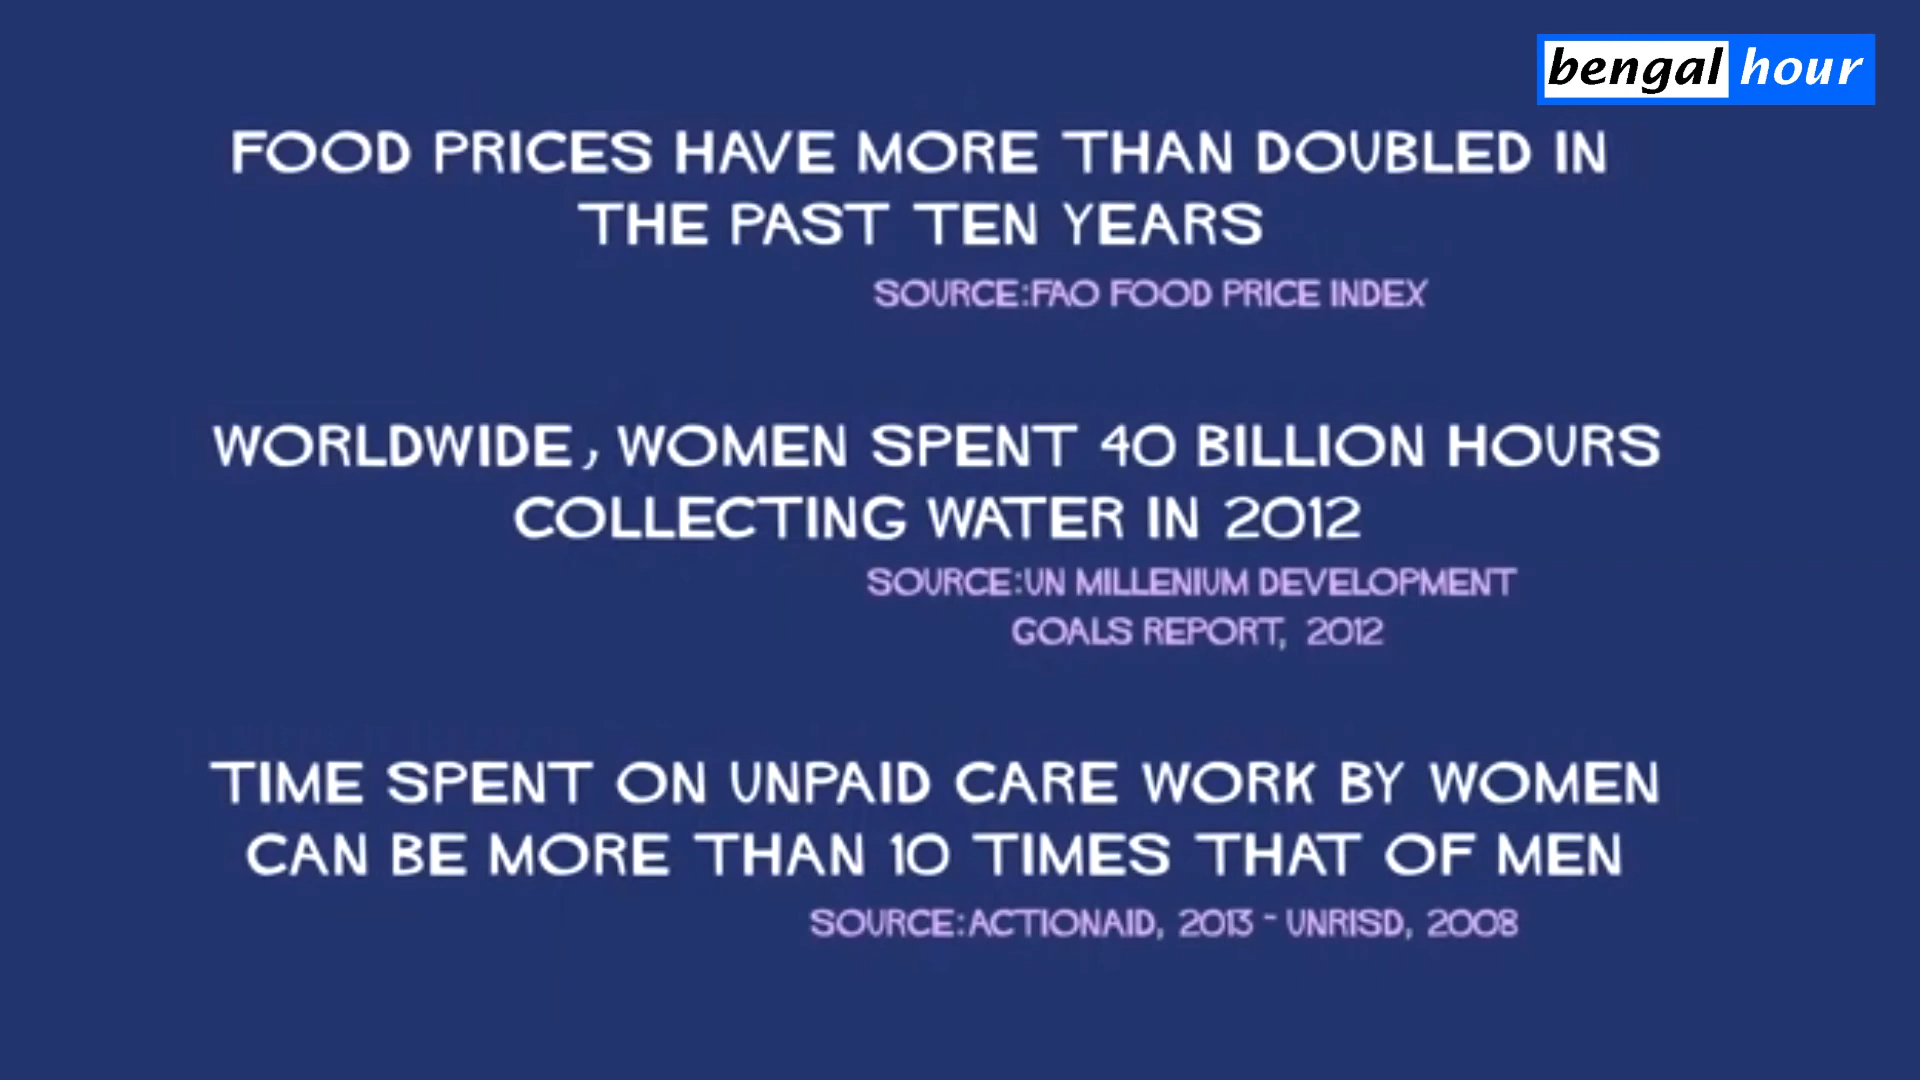 bengal hour
FOOD PRICES HAVE MORE THAN DOUBLED IN
THE PAST TEN YEARS
SOURCE:FAO FOOD PRICE INDEX
WORLDWIDE, WOMEN SPENT 40 BILLION HOURS
COLLECTING WATER IN 2012
SOURCE:UN MILLENIUM DEVELOPMENT
GOALS REPORT, 2012
TIME SPENT ON UNPAID CARE WORK BY WOMEN
CAN BE MORE THAN 10 TIMES THAT OF MEN
SOURCE:ACTIONAID, 2013 - UNRISD, 2008